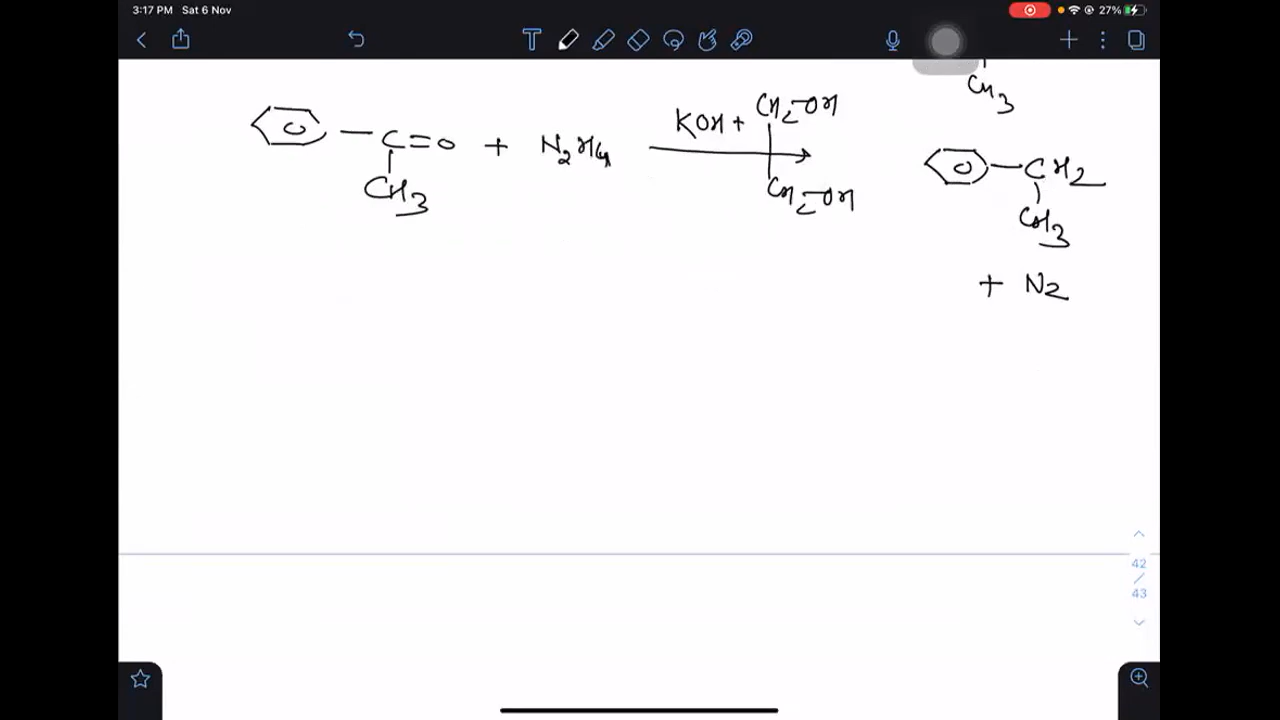 3:17 PM Sat 6 Nov
27%
CH3
C=O + N2H4 KOH + CH2-OH
CH3
CH2-OH
CH2
CH3
+ N2
42
/
43